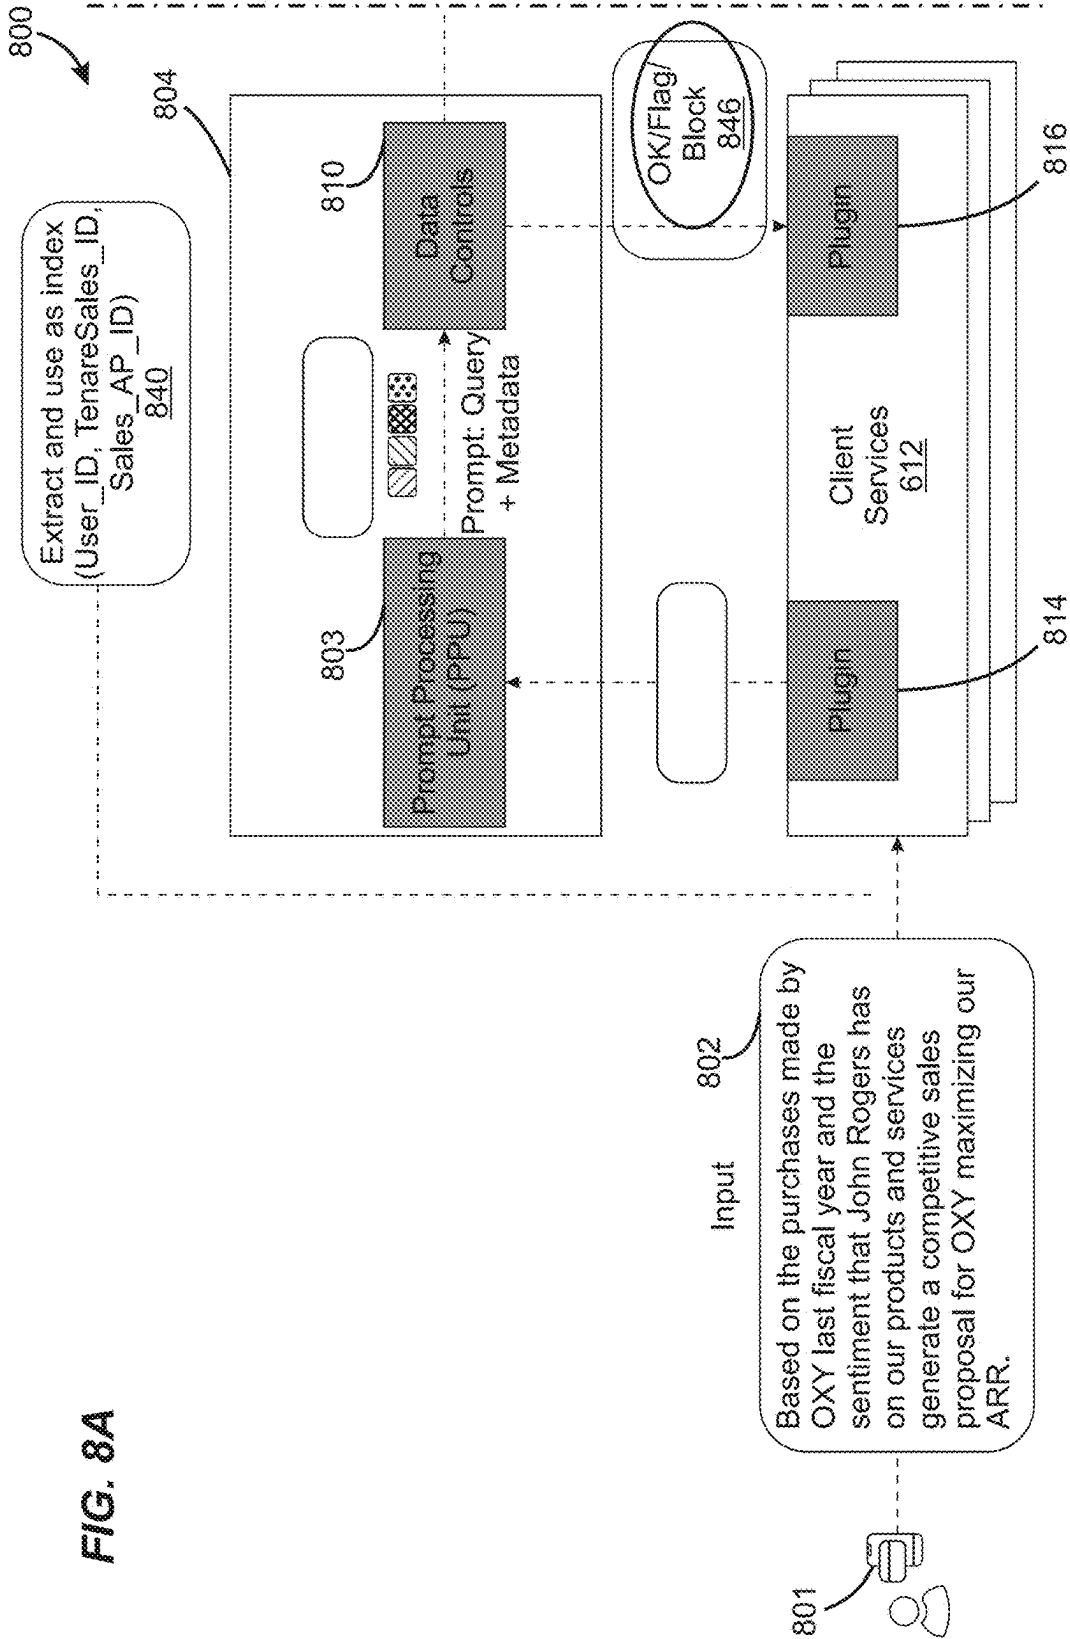 FIG. 8A
800
Extract and use as index
(User_ID, TenareSales_ID,
Sales_AP_ID)
840
804
803
Prompt Processing
Unit (PPU)
810
Data
Controls
Prompt: Query
+ Metadata
OK/Flag/
Block
846
Input
802
Based on the purchases made by
OXY last fiscal year and the
sentiment that John Rogers has
on our products and services
generate a competitive sales
proposal for OXY maximizing our
ARR.
801
Plugin
814
Client
Services
612
Plugin
816